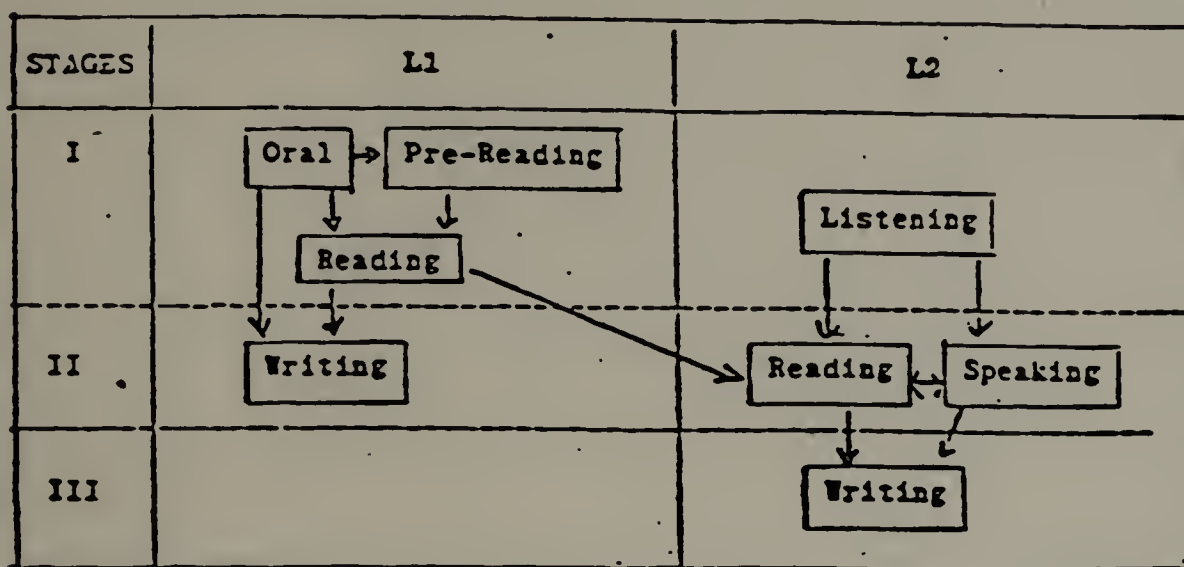 STAGES L1 L2
I Oral Pre-Reading
Listening
Reading
II Writing Reading Speaking
III Writing